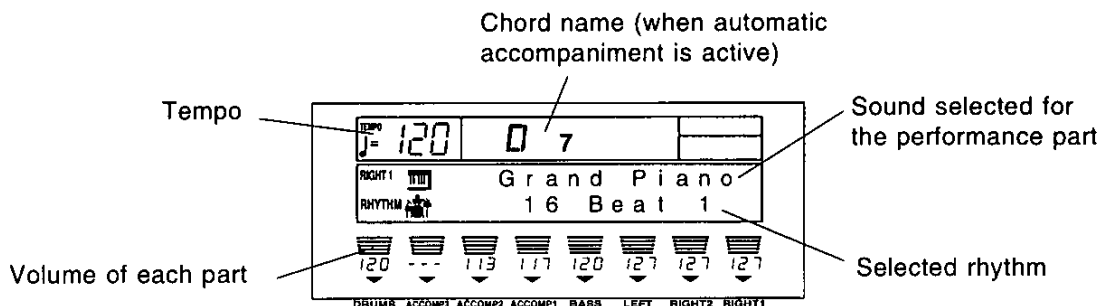 Chord name (when automatic
accompaniment is active)
Tempo
Sound selected for
the performance part
TEMPO
♩= 120 D 7
RIGHT 1 Grand Piano
RHYTHM 16 Beat 1
Volume of each part
Selected rhythm
120 --- 113 117 120 127 127 127
DRUMS ACCOMP3 ACCOMP2 ACCOMP1 BASS LEFT RIGHT2 RIGHT1